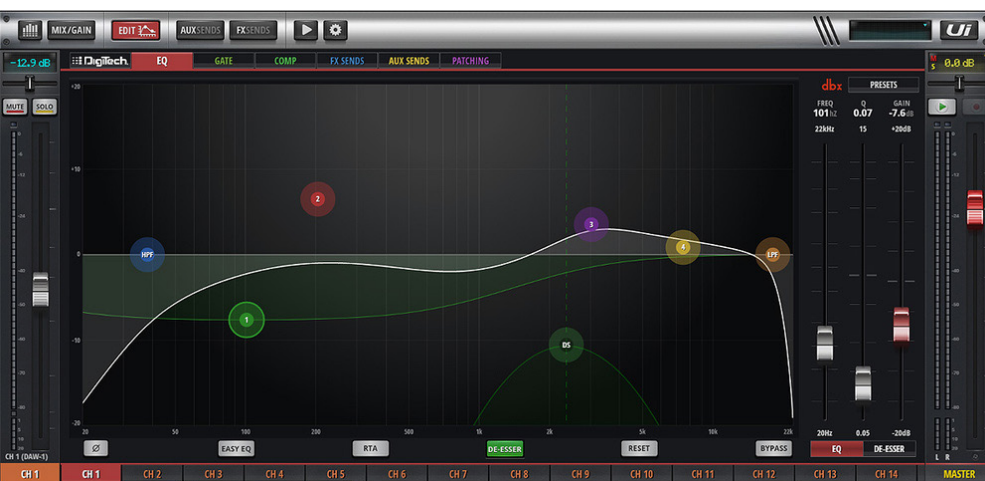 MIX/GAIN EDIT AUXSENDS FXSENDS Ui
-12.9 dB DigiTech. EQ GATE COMP FX SENDS AUX SENDS PATCHING S 0.0 dB
MUTE SOLO
dbx PRESETS
FREQ Q GAIN
101hZ 0.07 -7.6dB
22kHz 15 +20dB
+20
+10
2
3
HPF 0 4 LPF
1
-10
DS
-20
20 50 100 200 500 1k 2k 5k 10k 22k
20Hz 0.05 -20dB
Ø EASY EQ RTA DE-ESSER RESET BYPASS EQ DE-ESSER
CH 1 (DAW-1) L R
CH 1 CH 1 CH 2 CH 3 CH 4 CH 5 CH 6 CH 7 CH 8 CH 9 CH 10 CH 11 CH 12 CH 13 CH 14 MASTER